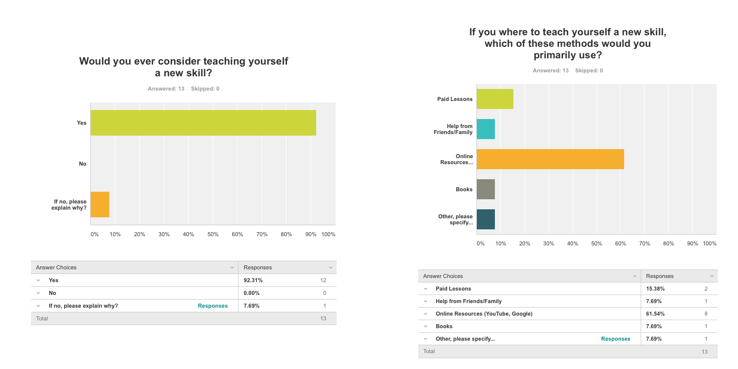 Would you ever consider teaching yourself
a new skill?
Answered: 13 Skipped: 0
Yes
No
If no, please
explain why?
0% 10% 20% 30% 40% 50% 60% 70% 80% 90% 100%
Answer Choices Responses
Yes 92.31% 12
No 0.00% 0
If no, please explain why? Responses 7.69% 1
Total 13
If you where to teach yourself a new skill,
which of these methods would you
primarily use?
Answered: 13 Skipped: 0
Paid Lessons
Help from
Friends/Family
Online
Resources...
Books
Other, please
specify...
0% 10% 20% 30% 40% 50% 60% 70% 80% 90% 100%
Answer Choices Responses
Paid Lessons 15.38% 2
Help from Friends/Family 7.69% 1
Online Resources (YouTube, Google) 61.54% 8
Books 7.69% 1
Other, please specify... Responses 7.69% 1
Total 13